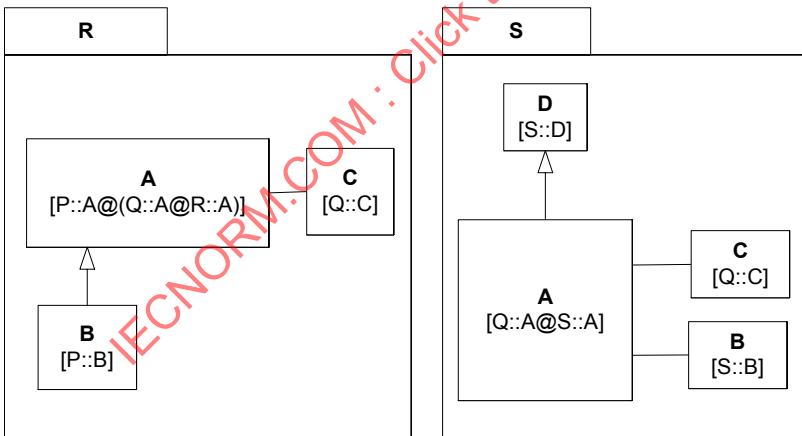 R
A
[P::A@(Q::A@R::A)]
C
[Q::C]
B
[P::B]
S
D
[S::D]
A
[Q::A@S::A]
C
[Q::C]
B
[S::B]
IECNORM.COM : Click